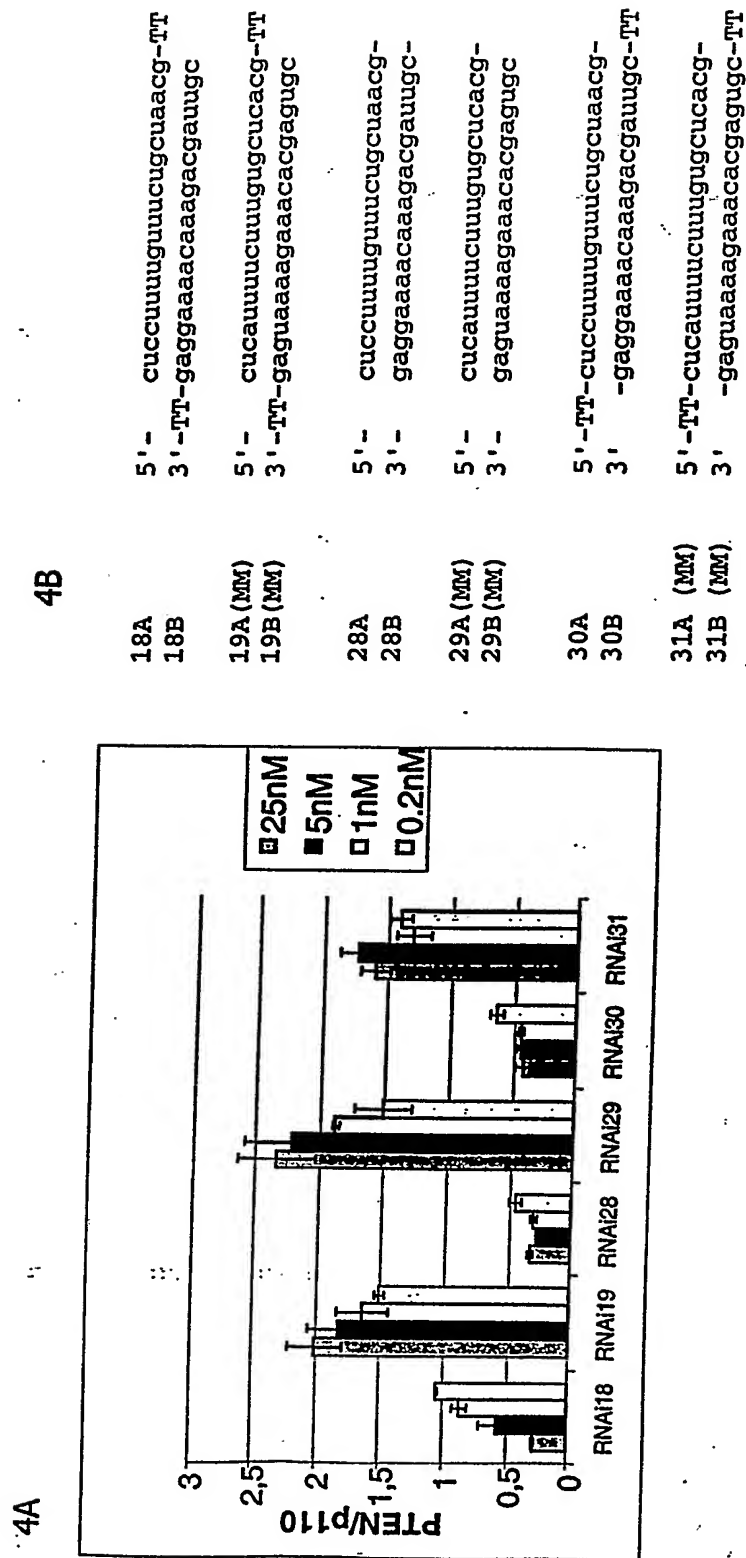 4A
PTEN/p110
3
2,5
2
1,5
1
0,5
0
RNAi18 RNAi19 RNAi28 RNAi29 RNAi30 RNAi31
25nM
5nM
1nM
0.2nM
4B
18A 5'- cuccuuuuguuucugcuaacg-TT
18B 3'-TT-gaggaaaacaaagacgauugc
19A(MM) 5'- cucauuuucuuugugcucacg-TT
19B(MM) 3'-TT-gaguaaaagaaacacgagugc
28A 5'- cuccuuuuguuucugcuaacg-
28B 3'- gaggaaaacaaagacgauugc-
29A(MM) 5'- cucauuuucuuugugcucacg-
29B(MM) 3'- gaguaaaagaaacacgagugc
30A 5'-TT-cuccuuuuguuucugcuaacg-
30B 3' -gaggaaaacaaagacgauugc-TT
31A (MM) 5'-TT-cucauuuucuuugugcucacg-
31B (MM) 3' -gaguaaaagaaacacgagugc-TT